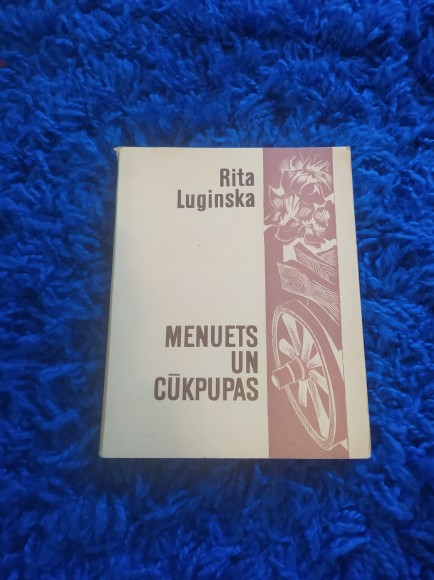 Rita
Luginska
MENUETS
UN
CŪKPUPAS